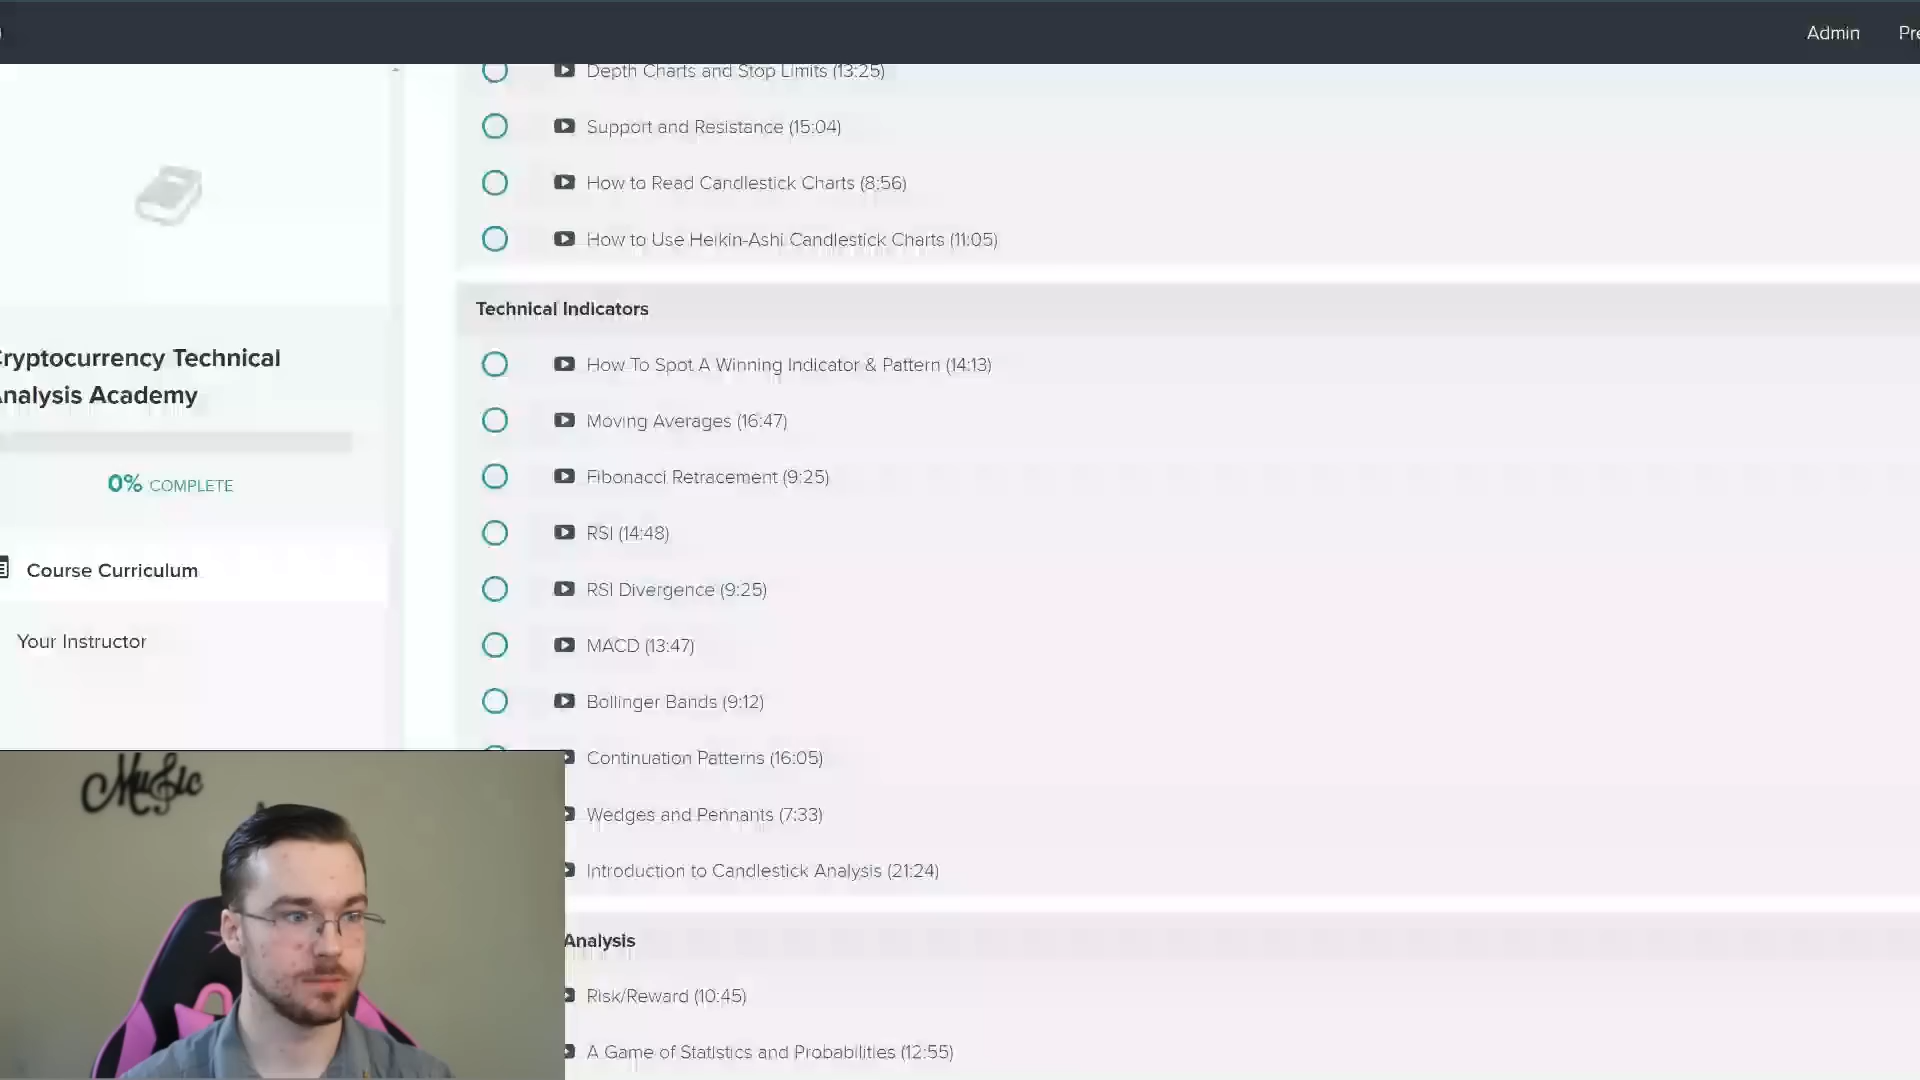 Admin
Depth Charts and Stop Limits (13:25)
Support and Resistance (15:04)
How to Read Candlestick Charts (8:56)
How to Use Heikin-Ashi Candlestick Charts (11:05)
Technical Indicators
How To Spot A Winning Indicator & Pattern (14:13)
Moving Averages (16:47)
Fibonacci Retracement (9:25)
RSI (14:48)
RSI Divergence (9:25)
MACD (13:47)
Bollinger Bands (9:12)
Continuation Patterns (16:05)
Wedges and Pennants (7:33)
Introduction to Candlestick Analysis (21:24)
Analysis
Risk/Reward (10:45)
A Game of Statistics and Probabilities (12:55)
ryptocurrency Technical
nalysis Academy
0% COMPLETE
Course Curriculum
Your Instructor
Music